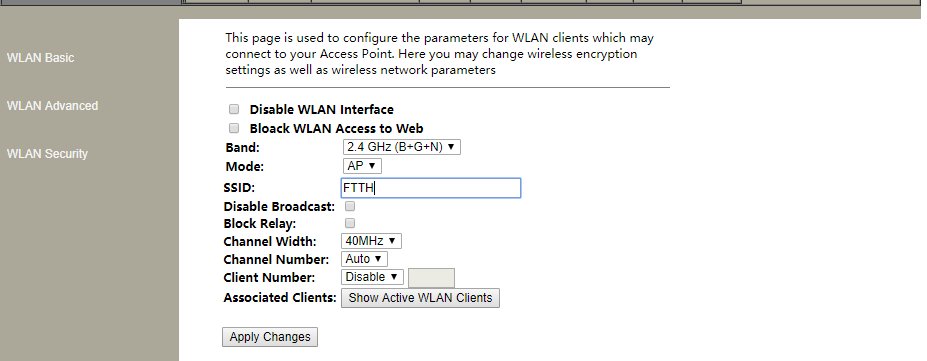 This page is used to configure the parameters for WLAN clients which may
connect to your Access Point. Here you may change wireless encryption
settings as well as wireless network parameters
WLAN Basic
WLAN Advanced
WLAN Security
Disable WLAN Interface
Bloack WLAN Access to Web
Band: 2.4 GHz (B+G+N)
Mode: AP
SSID: FTTH
Disable Broadcast:
Block Relay:
Channel Width: 40MHz
Channel Number: Auto
Client Number: Disable
Associated Clients: Show Active WLAN Clients
Apply Changes